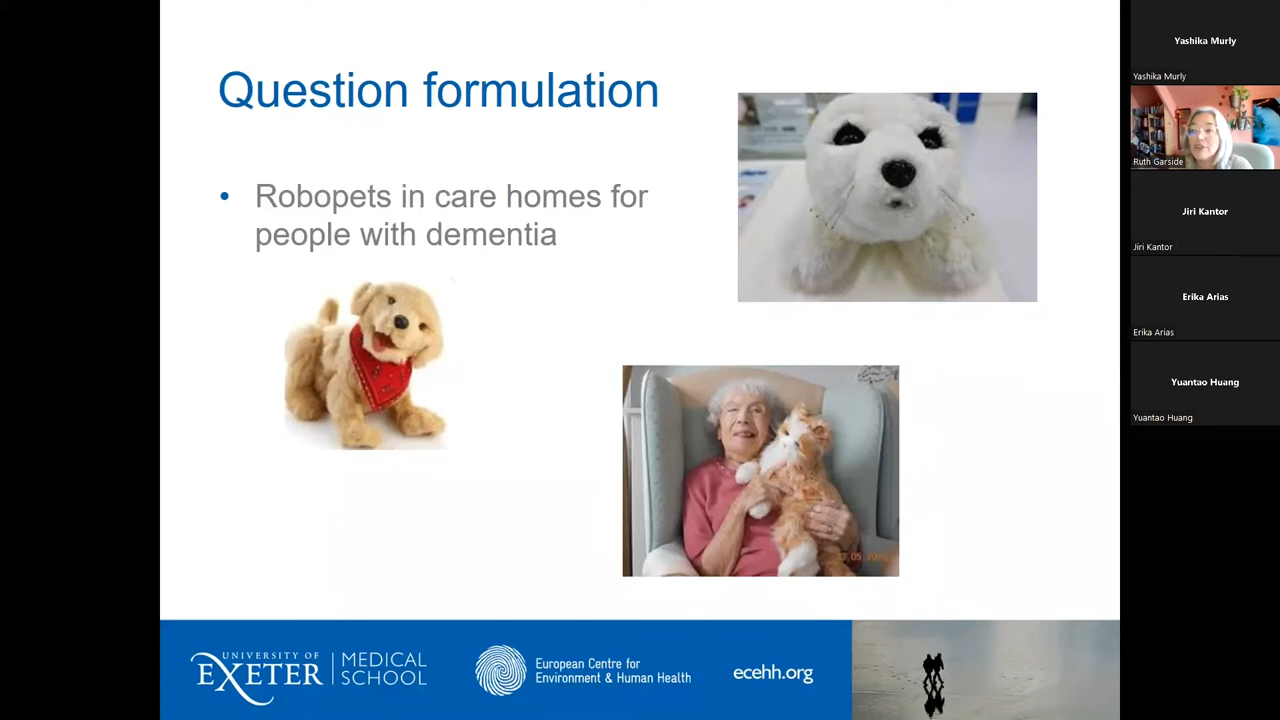 Question formulation
• Robopets in care homes for
people with dementia
UNIVERSITY OF
EXETER
MEDICAL
SCHOOL
European Centre for
Environment & Human Health
ecehh.org
Yashika Murly
Yashika Murly
Ruth Garside
Jiri Kantor
Jiri Kantor
Erika Arias
Erika Arias
Yuantao Huang
Yuantao Huang